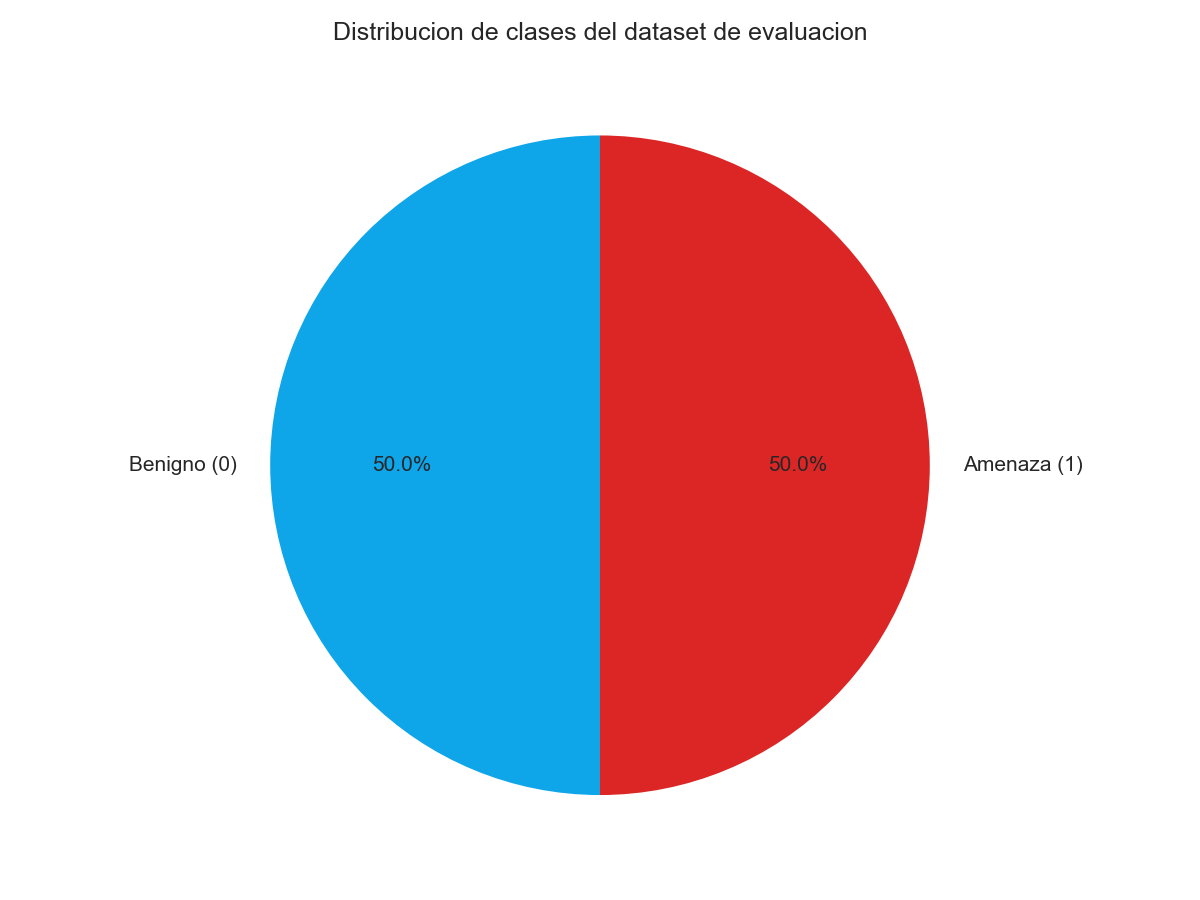 Distribucion de clases del dataset de evaluacion
Benigno (0)
50.0%
50.0%
Amenaza (1)